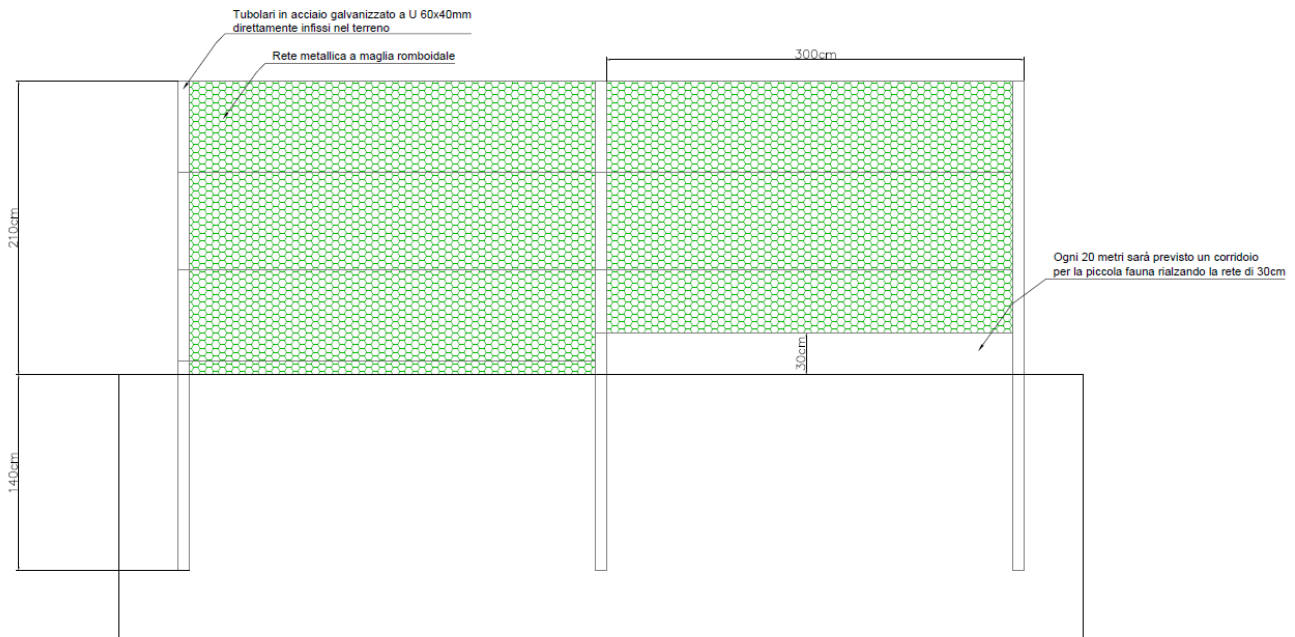 Tubolari in acciaio galvanizzato a U 60x40mm
direttamente infissi nel terreno
Rete metallica a maglia romboidale
300cm
210cm
Ogni 20 metri sarà previsto un corridoio
per la piccola fauna rialzando la rete di 30cm
30cm
140cm